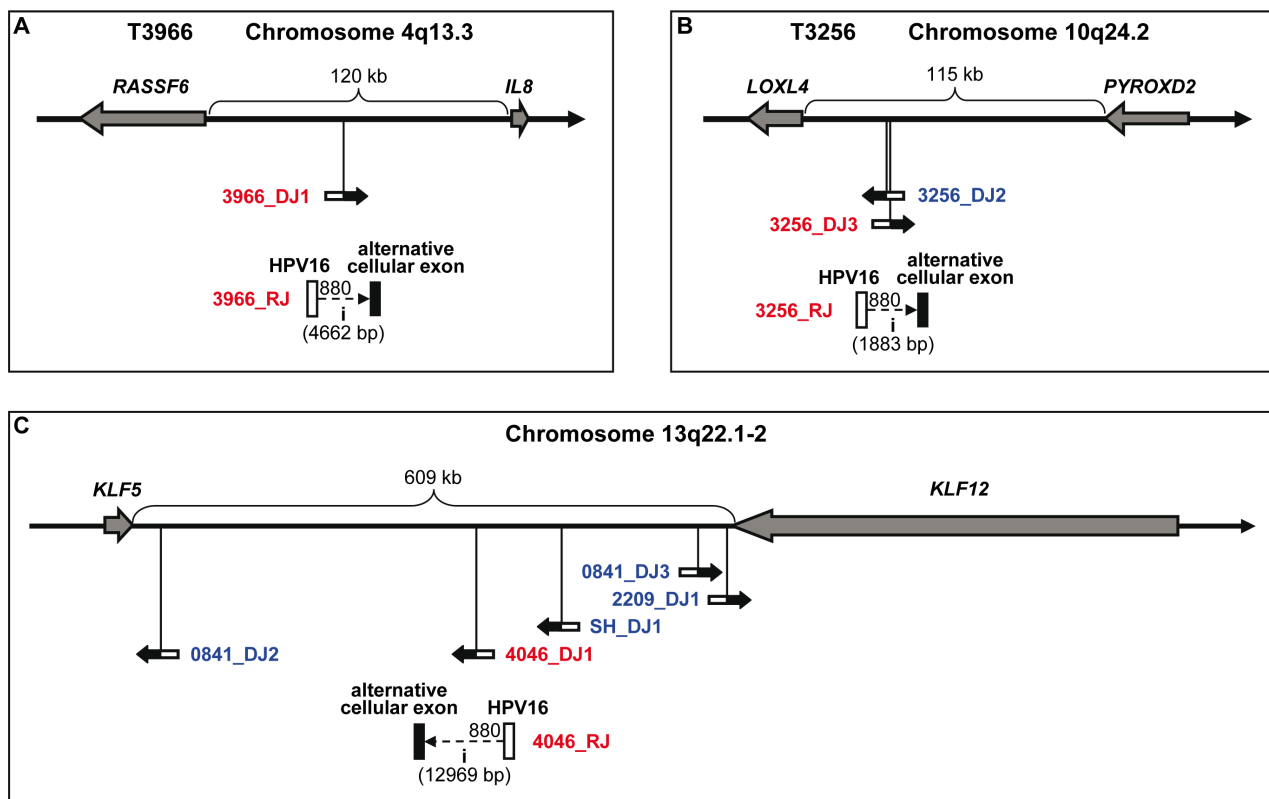 A
T3966 Chromosome 4q13.3
120 kb
RASSF6
IL8
3966_DJ1
alternative
cellular exon
HPV16
880
3966_RJ
i
(4662 bp)
B
T3256 Chromosome 10q24.2
115 kb
LOXL4
PYROXD2
3256_DJ2
3256_DJ3
alternative
cellular exon
HPV16
880
3256_RJ
i
(1883 bp)
C
Chromosome 13q22.1-2
609 kb
KLF5
KLF12
0841_DJ3
2209_DJ1
SH_DJ1
0841_DJ2
4046_DJ1
alternative
cellular exon
HPV16
880
4046_RJ
i
(12969 bp)